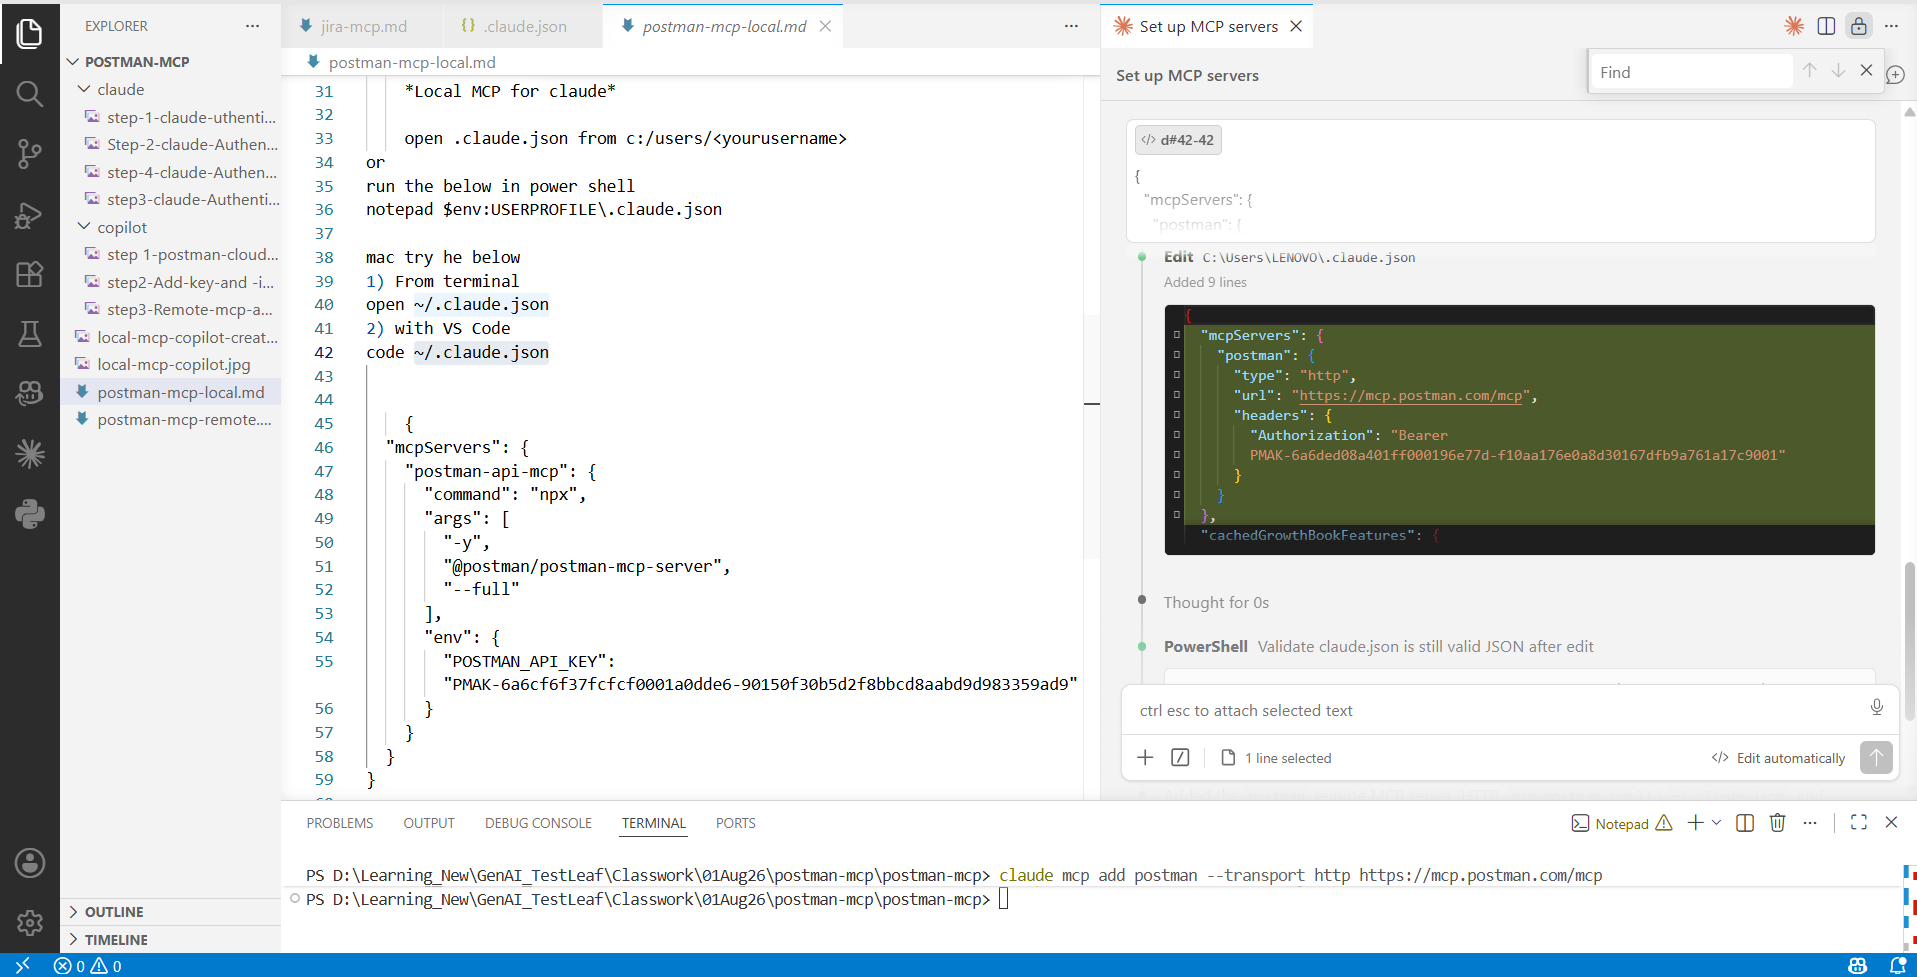 EXPLORER
POSTMAN-MCP
claude
step-1-claude-uthenti...
Step-2-claude-Authen...
step-4-claude-Authen...
step3-claude-Authenti...
copilot
step 1-postman-cloud...
step2-Add-key-and -i...
step3-Remote-mcp-a...
local-mcp-copilot-creat...
local-mcp-copilot.jpg
postman-mcp-local.md
postman-mcp-remote....
OUTLINE
TIMELINE
jira-mcp.md
.claude.json
postman-mcp-local.md
postman-mcp-local.md
31 *Local MCP for claude*
32
33 open .claude.json from c:/users/<yourusername>
34 or
35 run the below in power shell
36 notepad $env:USERPROFILE\.claude.json
37
38 mac try he below
39 1) From terminal
40 open ~/.claude.json
41 2) with VS Code
42 code ~/.claude.json
43
44
45 {
46 "mcpServers": {
47 "postman-api-mcp": {
48 "command": "npx",
49 "args": [
50 "-y",
51 "@postman/postman-mcp-server",
52 "--full"
53 ],
54 "env": {
55 "POSTMAN_API_KEY":
"PMAK-6a6cf6f37fcfcf0001a0dde6-90150f30b5d2f8bbcd8aabd9d983359ad9"
56 }
57 }
58 }
59 }
Set up MCP servers
Set up MCP servers
Find
d#42-42
{
"mcpServers": {
"postman": {
Edit C:\Users\LENOVO\.claude.json
Added 9 lines
{
"mcpServers": {
"postman": {
"type": "http",
"url": "https://mcp.postman.com/mcp",
"headers": {
"Authorization": "Bearer
PMAK-6a6ded08a401ff000196e77d-f10aa176e0a8d30167dfb9a761a17c9001"
}
}
},
"cachedGrowthBookFeatures": {
Thought for 0s
PowerShell Validate claude.json is still valid JSON after edit
ctrl esc to attach selected text
1 line selected
Edit automatically
PROBLEMS OUTPUT DEBUG CONSOLE TERMINAL PORTS
Notepad
PS D:\Learning_New\GenAI_TestLeaf\Classwork\01Aug26\postman-mcp\postman-mcp> claude mcp add postman --transport http https://mcp.postman.com/mcp
PS D:\Learning_New\GenAI_TestLeaf\Classwork\01Aug26\postman-mcp\postman-mcp>
0 0